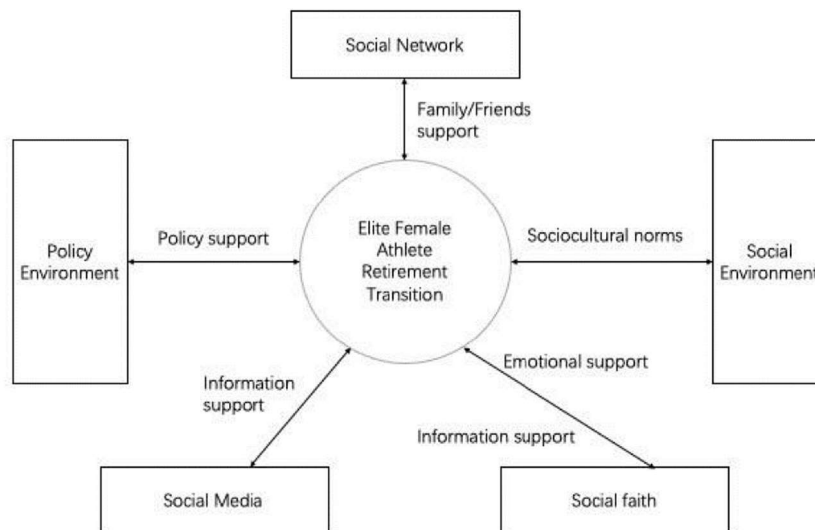 Social Network
Family/Friends
support
Elite Female
Athlete
Retirement
Transition
Policy
Environment
Policy support
Sociocultural norms
Social
Environment
Information
support
Emotional support
Information support
Social Media
Social faith